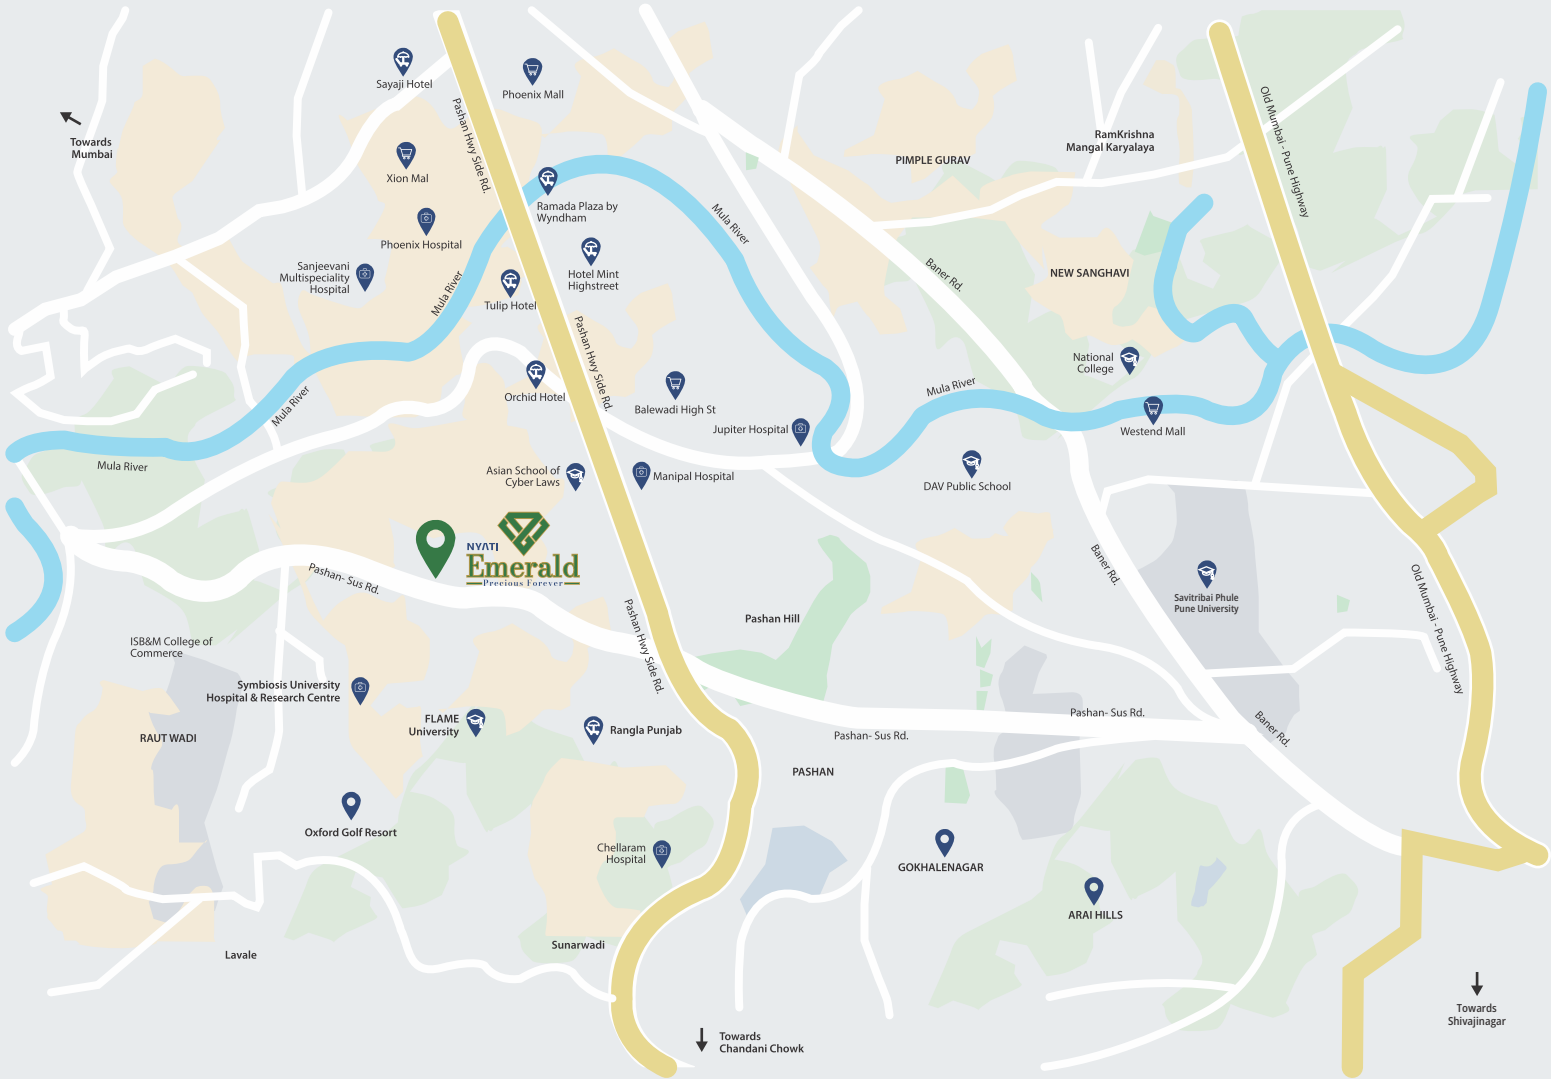 Sayaji Hotel
Phoenix Mall
Pashan Hwy Side Rd.
Old Mumbai - Pune Highway
Towards
Mumbai
RamKrishna
Mangal Karyalaya
PIMPLE GURAV
Xion Mal
Ramada Plaza by
Wyndham
Mula River
Phoenix Hospital
Sanjeevani
Multispeciality
Hospital
Hotel Mint
Highstreet
Baner Rd.
NEW SANGHAVI
Mula River
Tulip Hotel
Pashan Hwy Side Rd.
National
College
Orchid Hotel
Mula River
Balewadi High St
Mula River
Jupiter Hospital
Westend Mall
Mula River
Asian School of
Cyber Laws
Manipal Hospital
DAV Public School
NYATI
Emerald
Precious Forever
Pashan- Sus Rd.
Baner Rd.
Savitribai Phule
Pune University
Old Mumbai - Pune Highway
Pashan Hill
Pashan Hwy Side Rd.
ISB&M College of
Commerce
Symbiosis University
Hospital & Research Centre
FLAME
University
Rangla Punjab
Pashan- Sus Rd.
Pashan- Sus Rd.
Baner Rd.
RAUT WADI
PASHAN
Oxford Golf Resort
Chellaram
Hospital
GOKHALENAGAR
ARAI HILLS
Sunarwadi
Lavale
Towards
Shivajinagar
Towards
Chandani Chowk